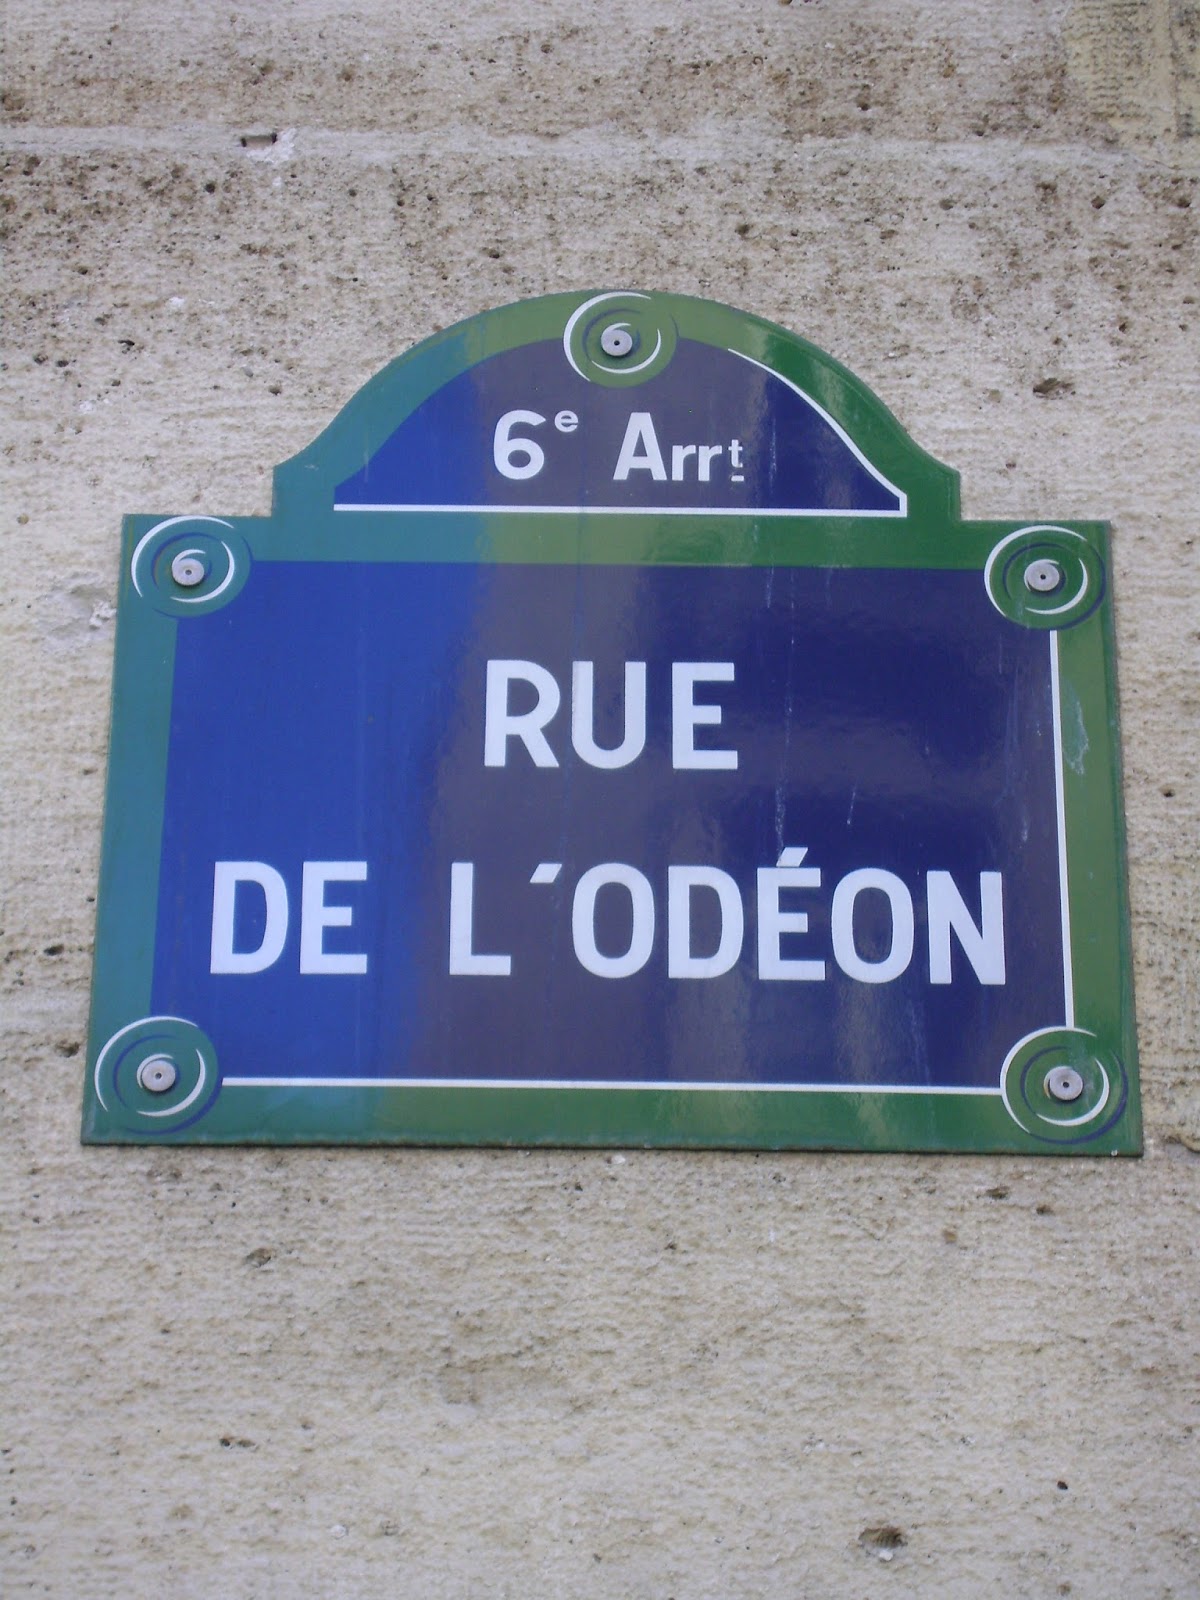 6e Arrt
RUE
DE L'ODÉON